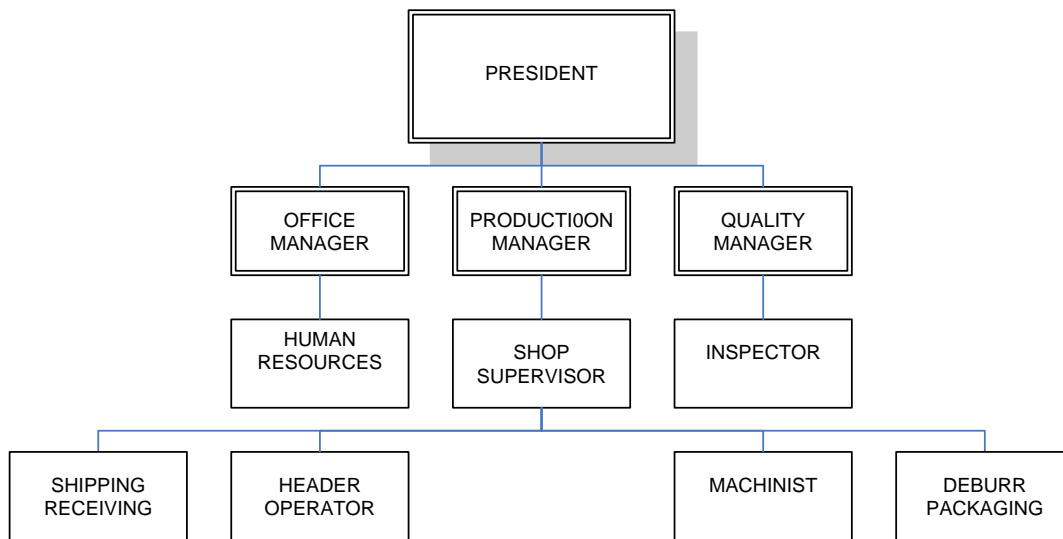 PRESIDENT
OFFICE
MANAGER
PRODUCTI0ON
MANAGER
QUALITY
MANAGER
HUMAN
RESOURCES
SHOP
SUPERVISOR
INSPECTOR
SHIPPING
RECEIVING
HEADER
OPERATOR
MACHINIST
DEBURR
PACKAGING